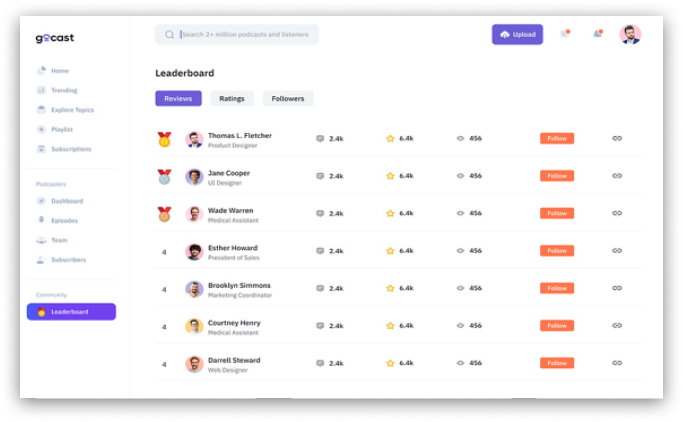 gocast
Search 2+ million podcasts and listeners
Upload
Home
Trending
Explore Topics
Playlist
Subscriptions
Podcasters
Dashboard
Episodes
Team
Subscribers
Community
Leaderboard
Leaderboard
Reviews Ratings Followers
Thomas L. Fletcher
Product Designer
2.4k 6.4k 456 Follow
Jane Cooper
UI Designer
2.4k 6.4k 456 Follow
Wade Warren
Medical Assistant
2.4k 6.4k 456 Follow
4 Esther Howard
President of Sales
2.4k 6.4k 456 Follow
4 Brooklyn Simmons
Marketing Coordinator
2.4k 6.4k 456 Follow
4 Courtney Henry
Medical Assistant
2.4k 6.4k 456 Follow
4 Darrell Steward
Web Designer
2.4k 6.4k 456 Follow